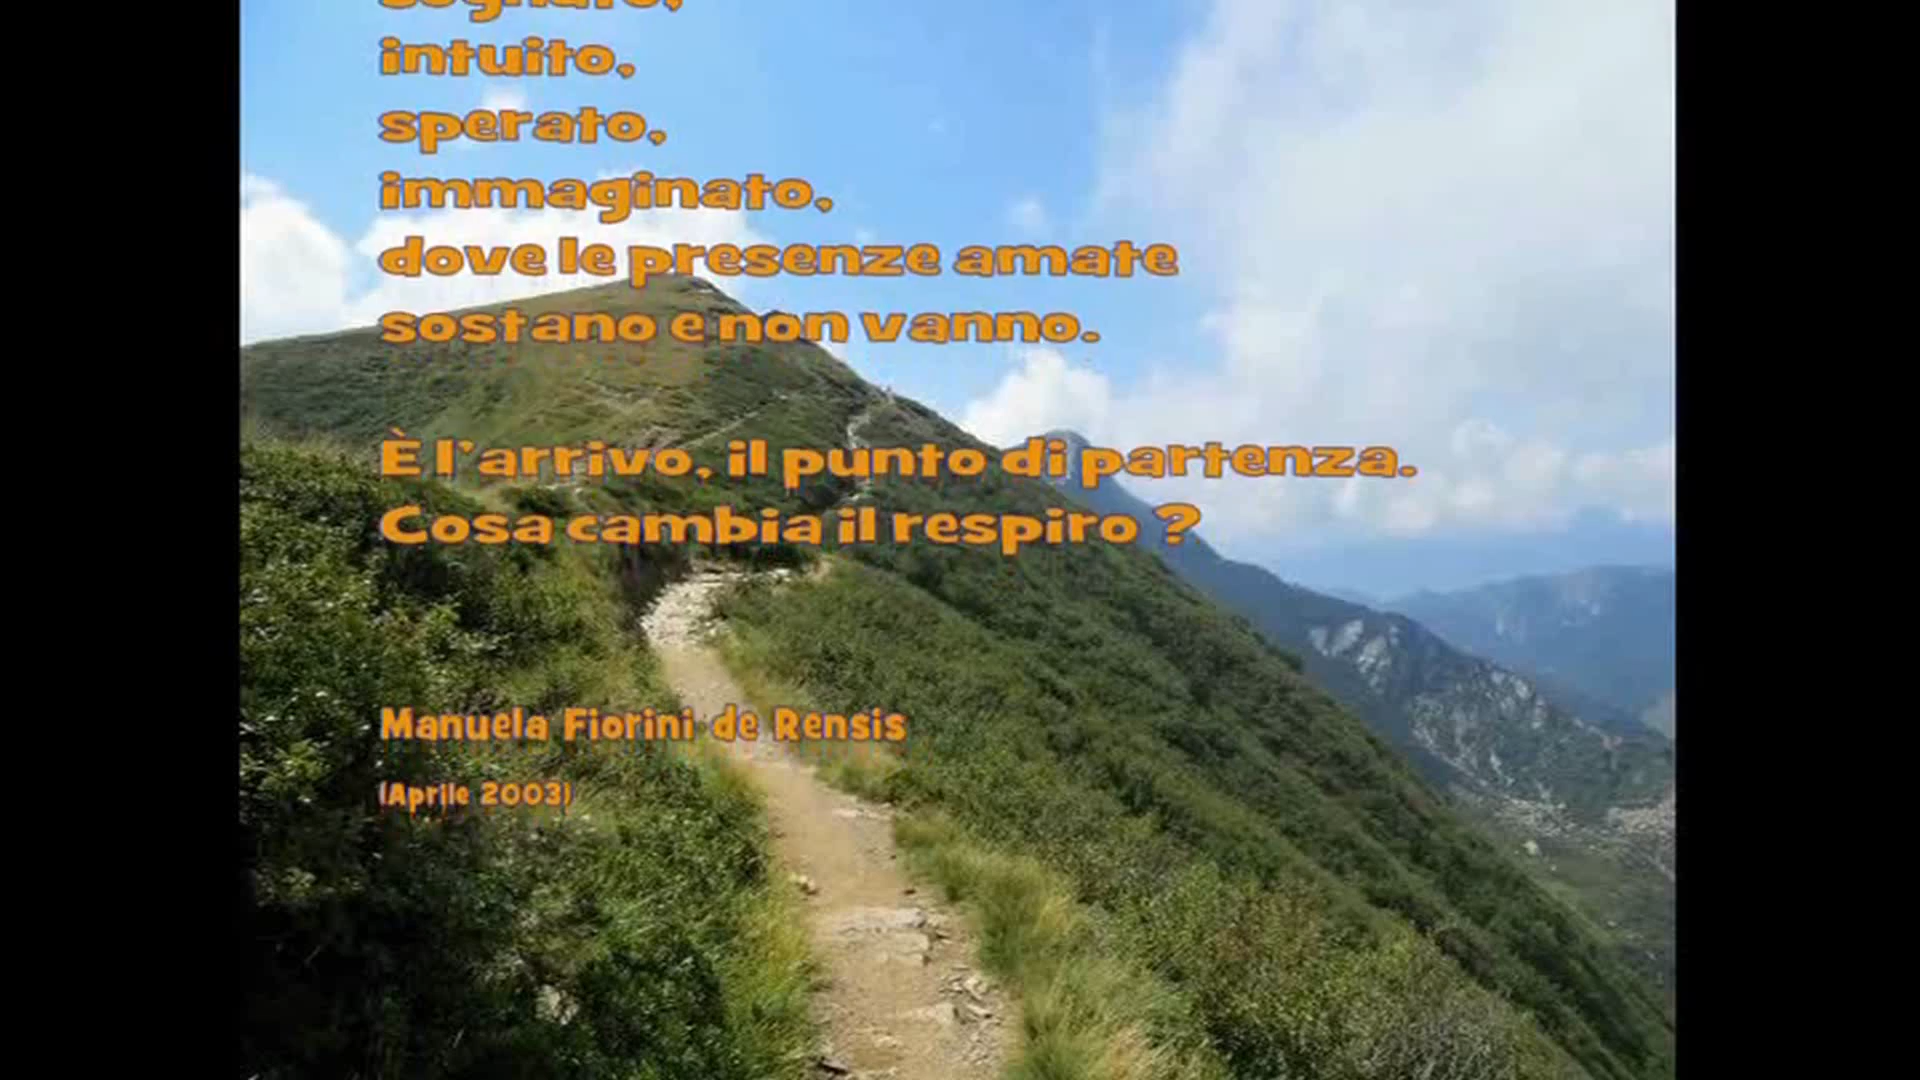 sognato,
intuito,
sperato,
immaginato,
dove le presenze amate
sostano e non vanno.
È l'arrivo, il punto di partenza.
Cosa cambia il respiro ?
Manuela Fiorini de Rensis
(Aprile 2003)